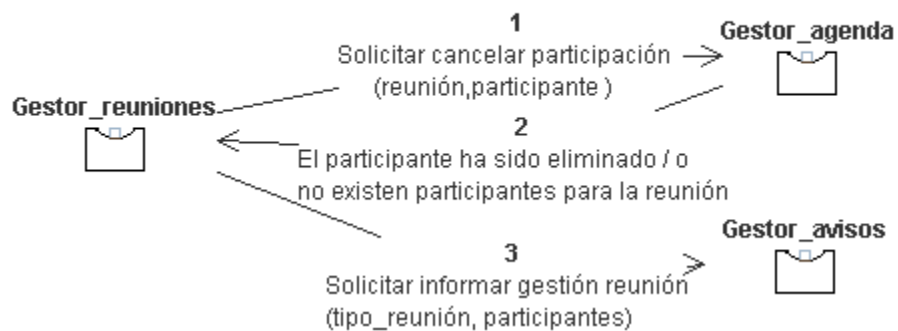 1
Gestor_agenda
Solicitar cancelar participación
(reunión,participante )
Gestor_reuniones
2
El participante ha sido eliminado / o
no existen participantes para la reunión
Gestor_avisos
3
Solicitar informar gestión reunión
(tipo_reunión, participantes)